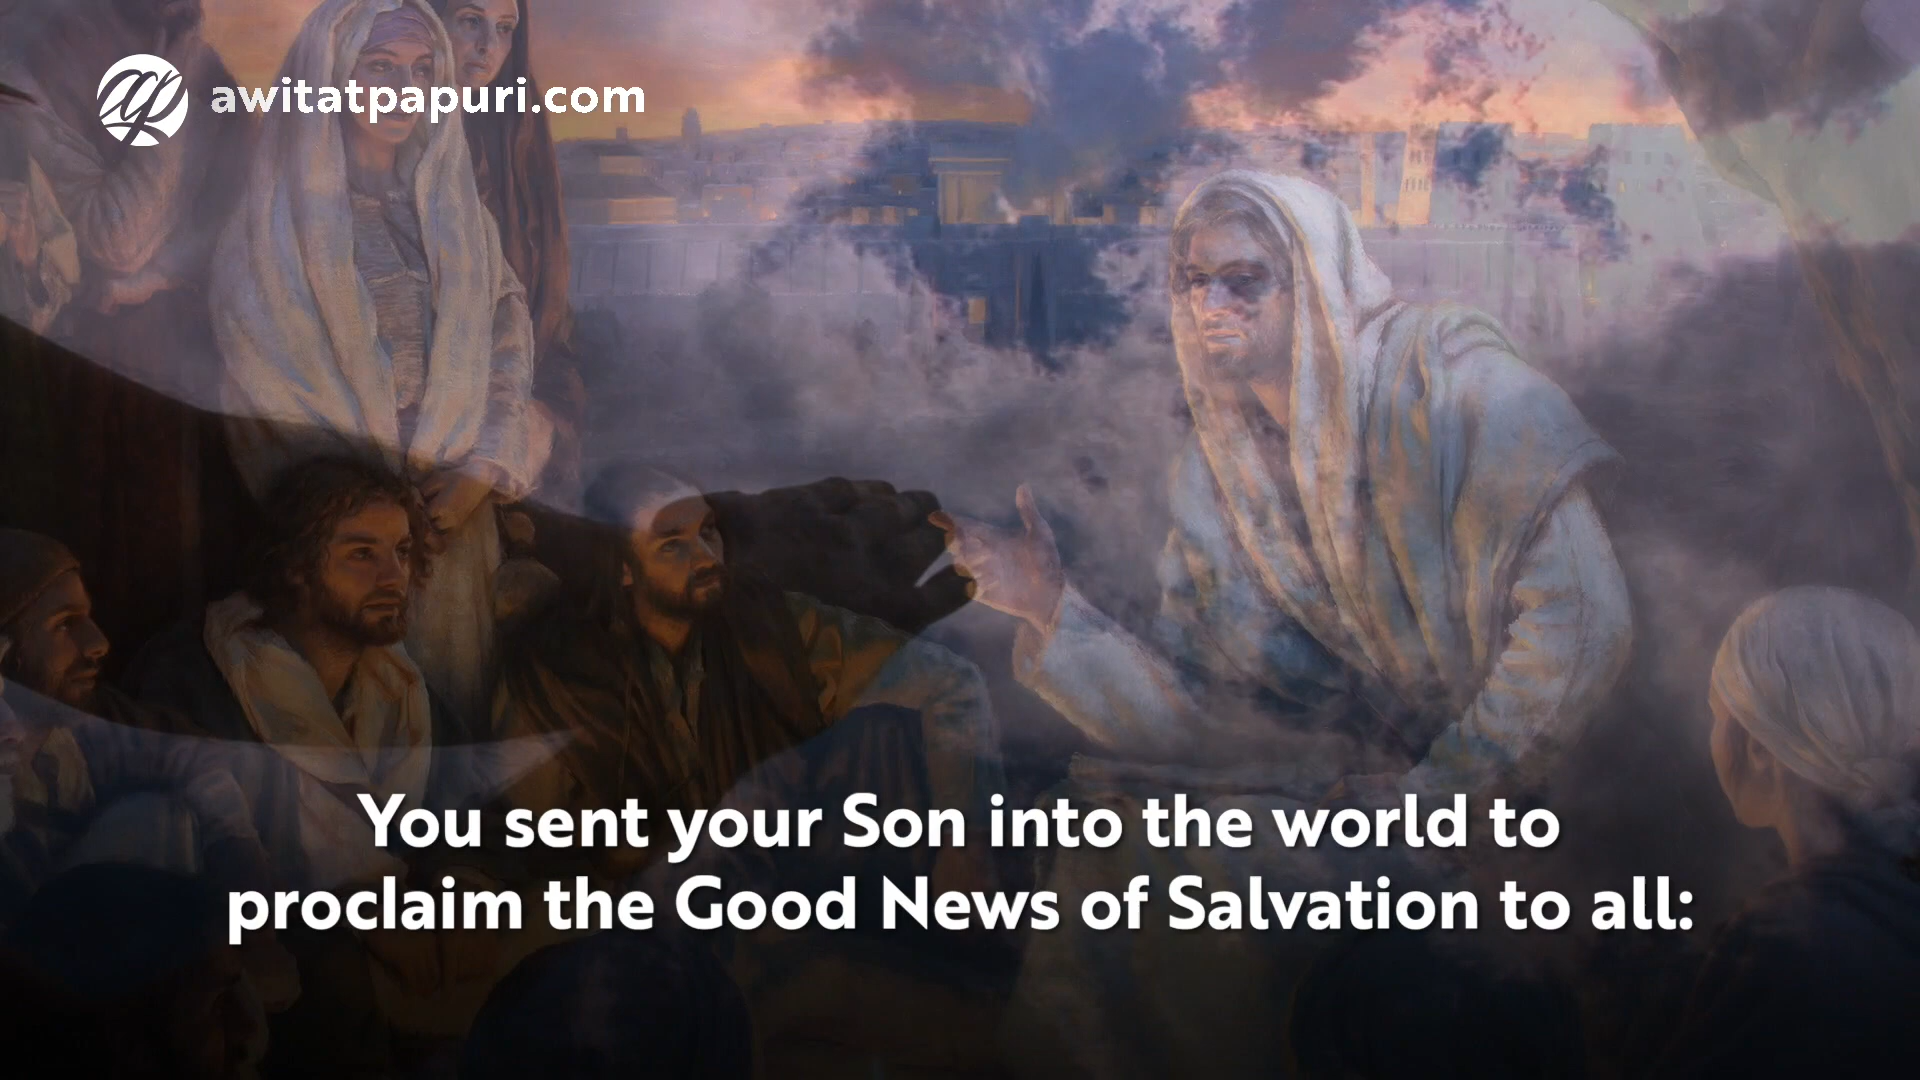 awitatpapuri.com
You sent your Son into the world to
proclaim the Good News of Salvation to all: